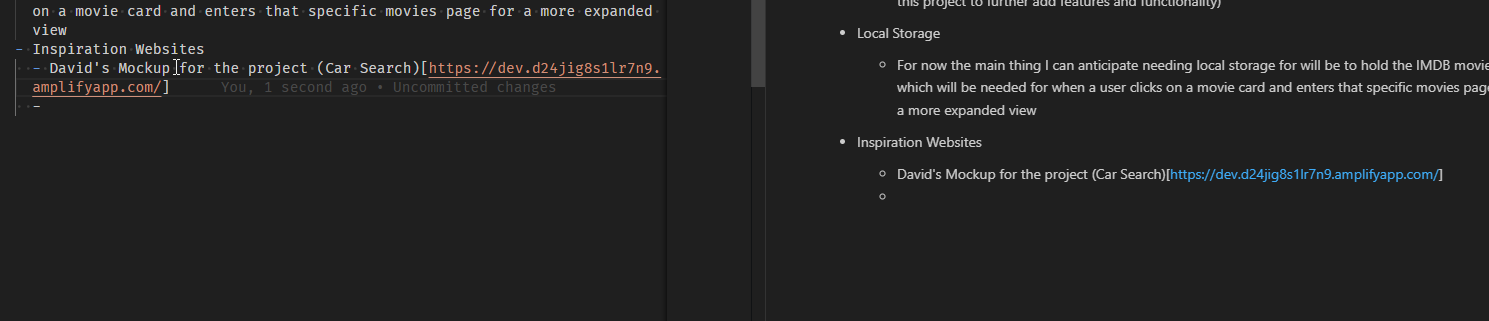 on a movie card and enters that specific movies page for a more expanded
view
- Inspiration Websites
- David's Mockup for the project (Car Search)[https://dev.d24jig8s1lr7n9.
amplifyapp.com/] You, 1 second ago • Uncommitted changes
-
this project to further add features and functionality)
• Local Storage
○ For now the main thing I can anticipate needing local storage for will be to hold the IMDB movie
which will be needed for when a user clicks on a movie card and enters that specific movies page
a more expanded view
• Inspiration Websites
○ David's Mockup for the project (Car Search)[https://dev.d24jig8s1lr7n9.amplifyapp.com/]
○